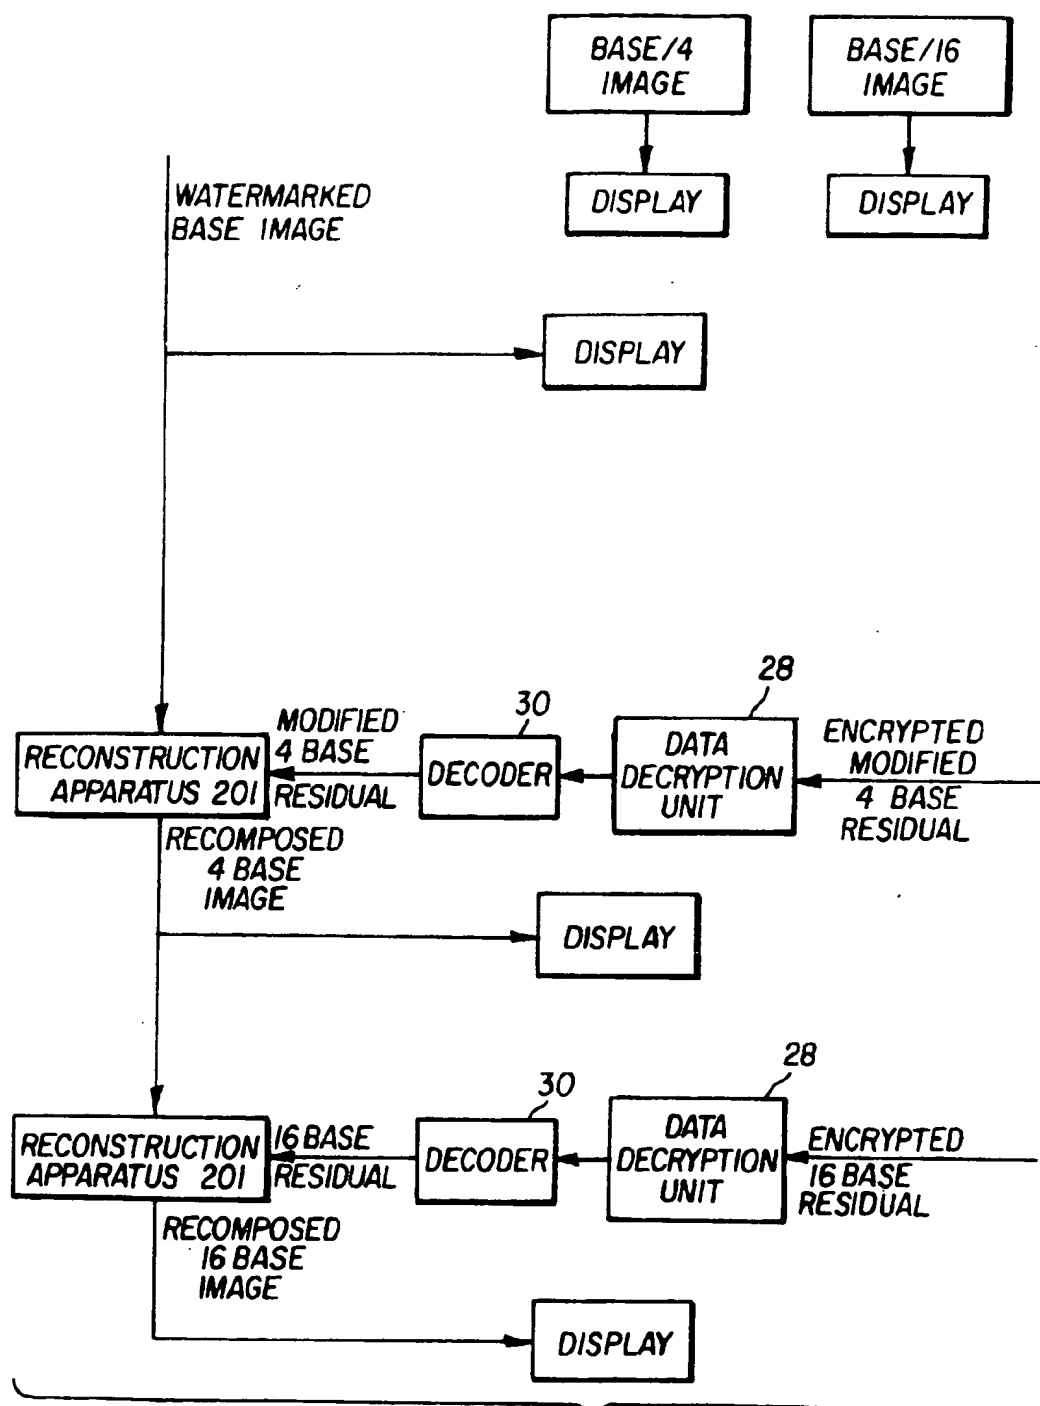 BASE/4
IMAGE
BASE/16
IMAGE
DISPLAY
DISPLAY
WATERMARKED
BASE IMAGE
DISPLAY
28
30
MODIFIED
4 BASE
RESIDUAL
RECONSTRUCTION
APPARATUS 201
DECODER
DATA
DECRYPTION
UNIT
ENCRYPTED
MODIFIED
4 BASE
RESIDUAL
RECOMPOSED
4 BASE
IMAGE
DISPLAY
28
30
RECONSTRUCTION
APPARATUS 201
16 BASE
RESIDUAL
DECODER
DATA
DECRYPTION
UNIT
ENCRYPTED
16 BASE
RESIDUAL
RECOMPOSED
16 BASE
IMAGE
DISPLAY